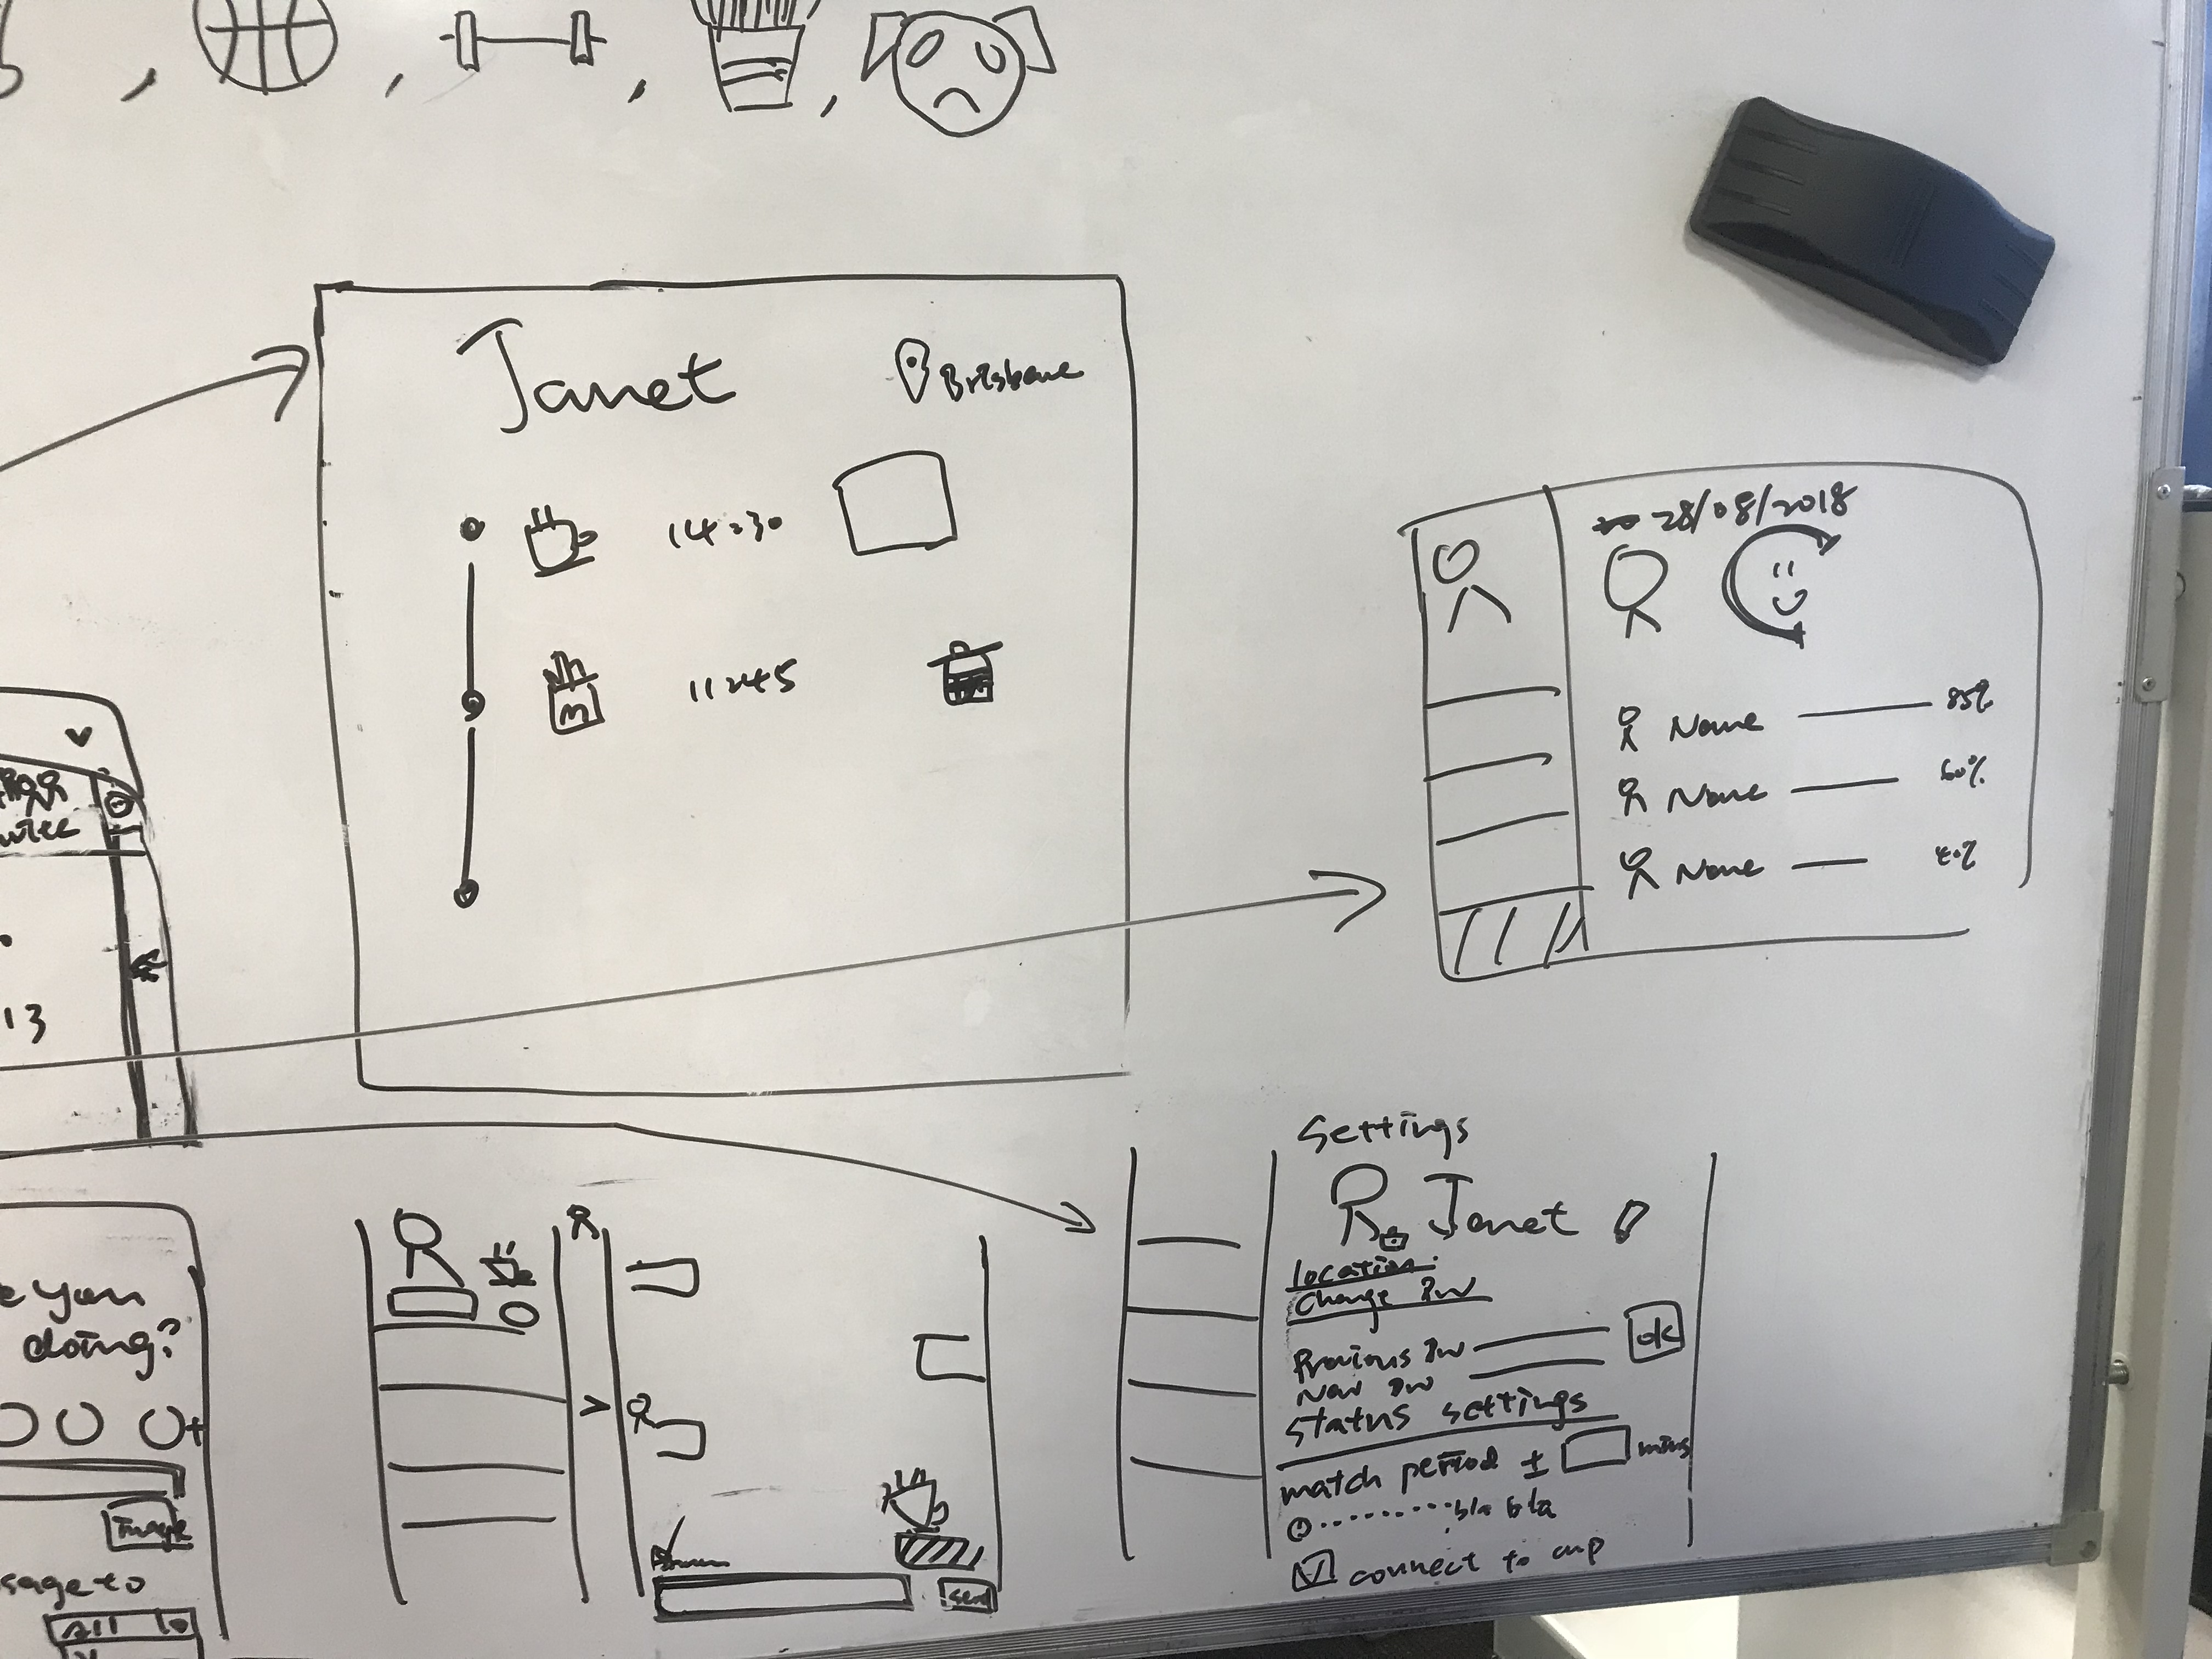 Janet
Brisbane
14:30
11:45
28/08/2018
Name 85%
Name 60%
Name 40%
13
Settings
Janet
location:
Change PW
Previous PW
New PW
OK
Status settings
match period ± mins
bla bla
connect to cup
e you
doing?
image
sage to
All
send